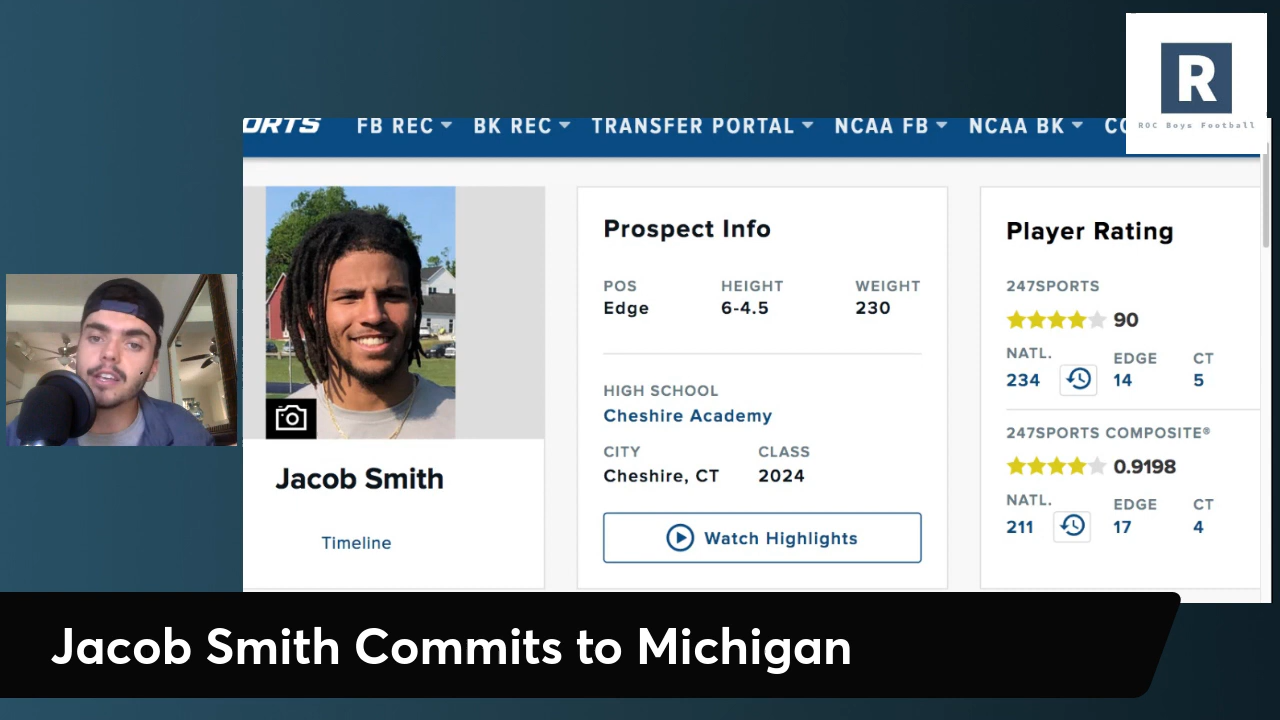 R
ROC Boys Football
ORTS FB REC BK REC TRANSFER PORTAL NCAA FB NCAA BK CO
Jacob Smith
Timeline
Prospect Info
POS HEIGHT WEIGHT
Edge 6-4.5 230
HIGH SCHOOL
Cheshire Academy
CITY CLASS
Cheshire, CT 2024
Watch Highlights
Player Rating
247SPORTS
90
NATL. EDGE CT
234 14 5
247SPORTS COMPOSITE®
0.9198
NATL. EDGE CT
211 17 4
Jacob Smith Commits to Michigan